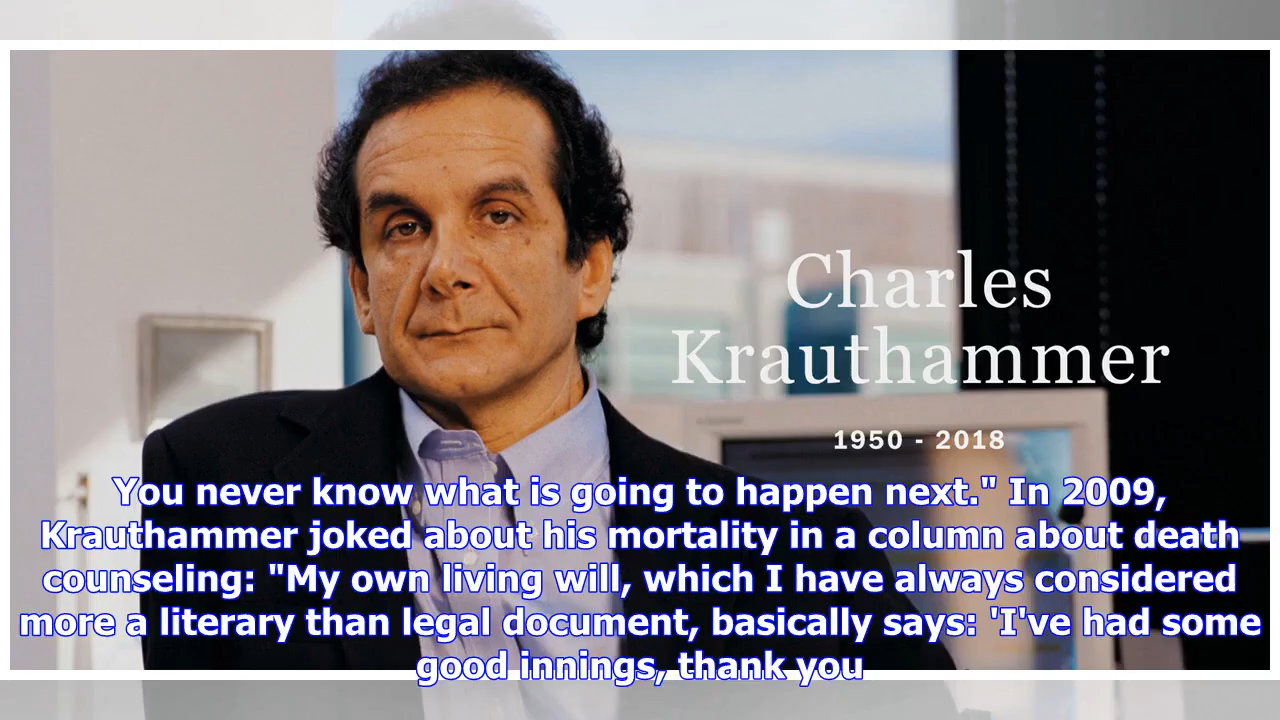 Charles
Krauthammer
1950 - 2018
You never know what is going to happen next." In 2009,
Krauthammer joked about his mortality in a column about death
counseling: "My own living will, which I have always considered
more a literary than legal document, basically says: 'I've had some
good innings, thank you